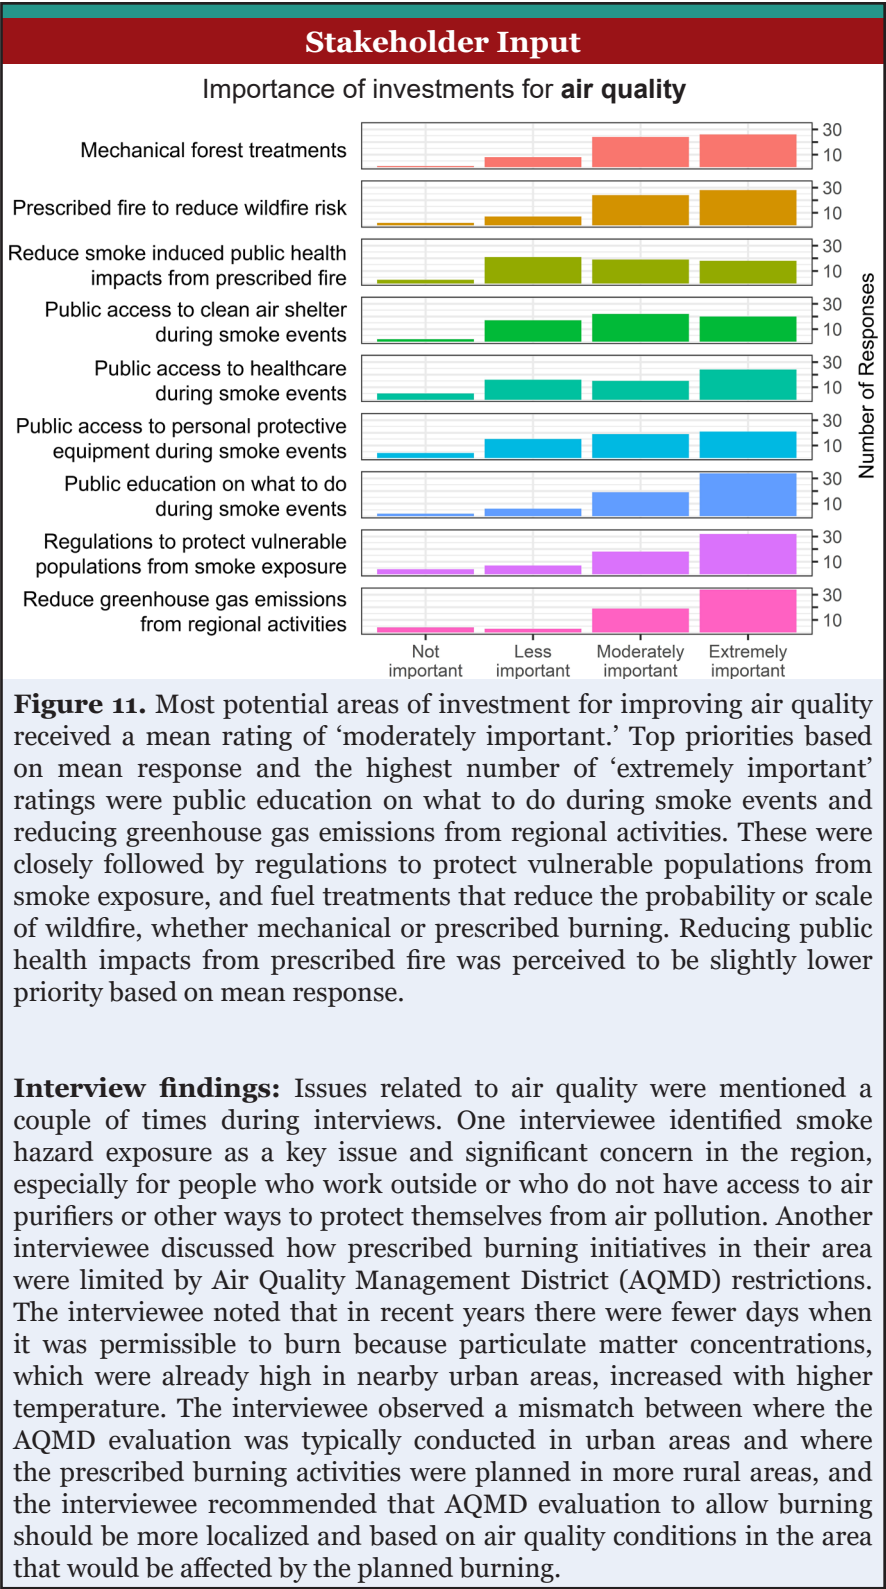 Stakeholder Input
Importance of investments for air quality
Mechanical forest treatments
30
10
Prescribed fire to reduce wildfire risk
30
10
Reduce smoke induced public health
impacts from prescribed fire
30
10
Public access to clean air shelter
during smoke events
30
10
Public access to healthcare
during smoke events
30
10
Public access to personal protective
equipment during smoke events
30
10
Public education on what to do
during smoke events
30
10
Regulations to protect vulnerable
populations from smoke exposure
30
10
Reduce greenhouse gas emissions
from regional activities
30
10
Number of Responses
Not
important
Less
important
Moderately
important
Extremely
important
Figure 11. Most potential areas of investment for improving air quality
received a mean rating of ‘moderately important.’ Top priorities based
on mean response and the highest number of ‘extremely important’
ratings were public education on what to do during smoke events and
reducing greenhouse gas emissions from regional activities. These were
closely followed by regulations to protect vulnerable populations from
smoke exposure, and fuel treatments that reduce the probability or scale
of wildfire, whether mechanical or prescribed burning. Reducing public
health impacts from prescribed fire was perceived to be slightly lower
priority based on mean response.
Interview findings: Issues related to air quality were mentioned a
couple of times during interviews. One interviewee identified smoke
hazard exposure as a key issue and significant concern in the region,
especially for people who work outside or who do not have access to air
purifiers or other ways to protect themselves from air pollution. Another
interviewee discussed how prescribed burning initiatives in their area
were limited by Air Quality Management District (AQMD) restrictions.
The interviewee noted that in recent years there were fewer days when
it was permissible to burn because particulate matter concentrations,
which were already high in nearby urban areas, increased with higher
temperature. The interviewee observed a mismatch between where the
AQMD evaluation was typically conducted in urban areas and where
the prescribed burning activities were planned in more rural areas, and
the interviewee recommended that AQMD evaluation to allow burning
should be more localized and based on air quality conditions in the area
that would be affected by the planned burning.